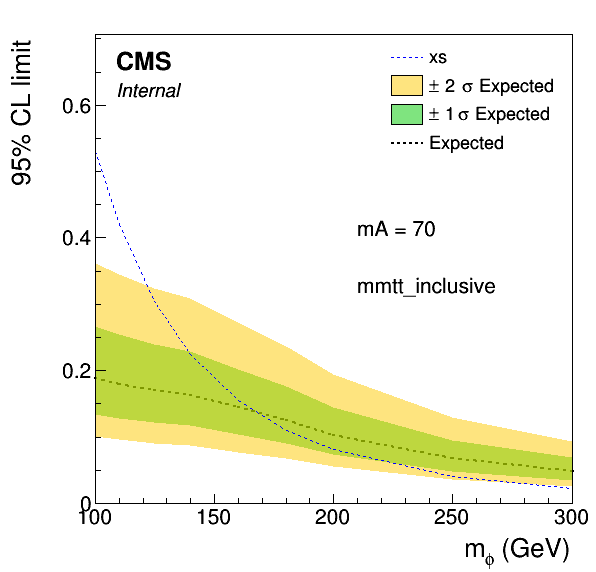 95% CL limit
CMS
Internal
xs
± 2 σ Expected
± 1 σ Expected
Expected
mA = 70
mmtt_inclusive
0.6
0.4
0.2
0
100 150 200 250 300
mϕ (GeV)